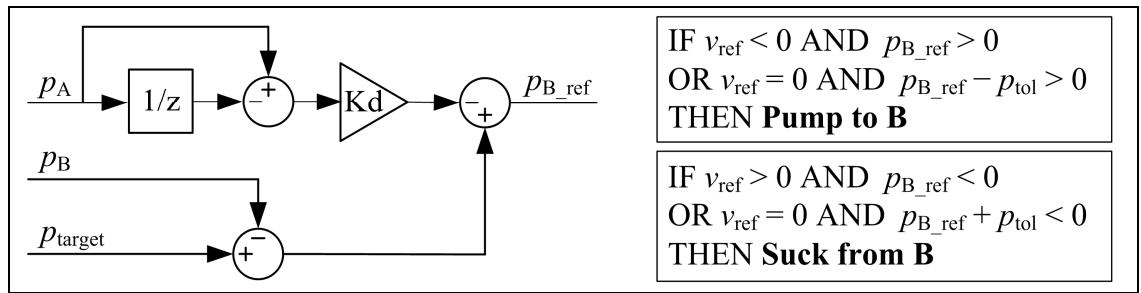 p_A
1/z
−
+
Kd
−
+
p_B_ref
p_B
p_target
−
+
IF v_ref < 0 AND p_B_ref > 0
OR v_ref = 0 AND p_B_ref − p_tol > 0
THEN Pump to B
IF v_ref > 0 AND p_B_ref < 0
OR v_ref = 0 AND p_B_ref + p_tol < 0
THEN Suck from B